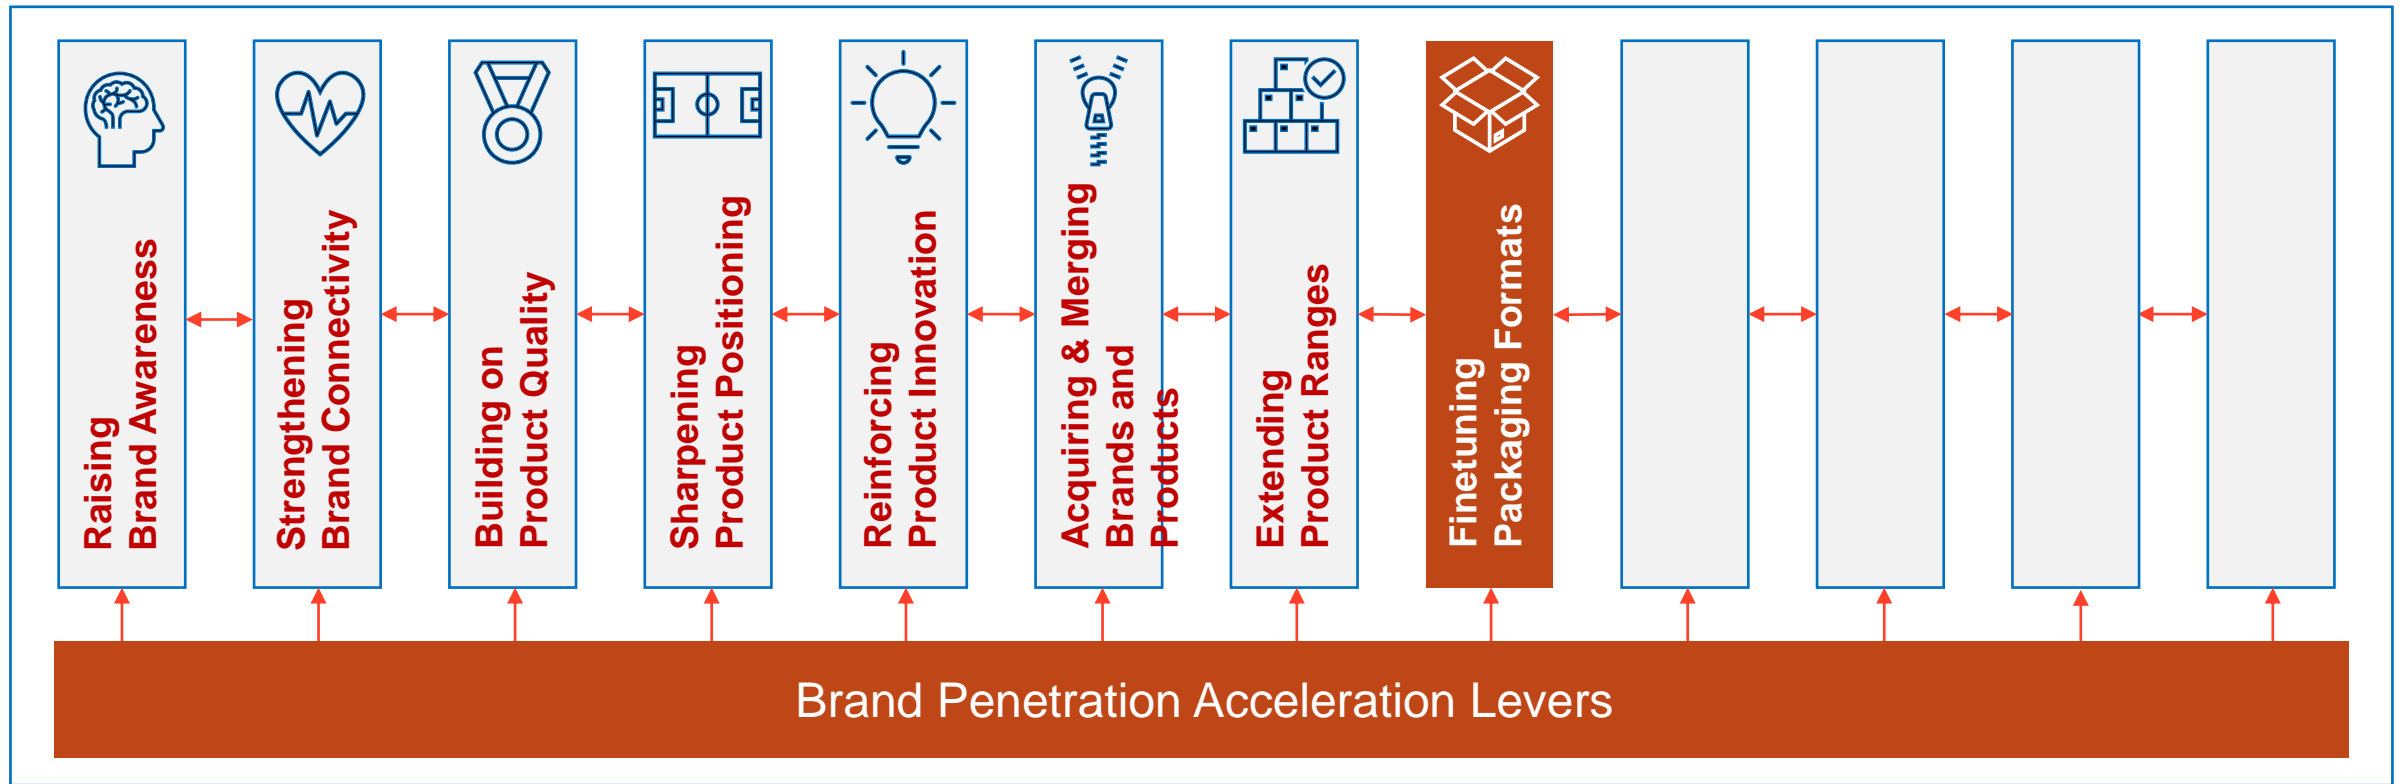 Raising
Brand Awareness
Strengthening
Brand Connectivity
Building on
Product Quality
Sharpening
Product Positioning
Reinforcing
Product Innovation
Acquiring & Merging
Brands and
Products
Extending
Product Ranges
Finetuning
Packaging Formats
Brand Penetration Acceleration Levers